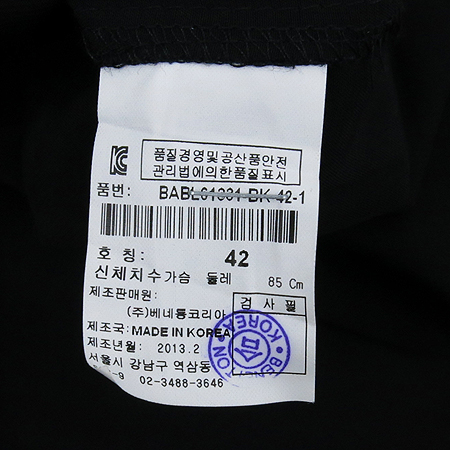 품질경영및공산품안전
관리법에의한품질표시
품번: BABL61331-BK-42-1
호 칭: 42
신체치수가슴 둘레 85 Cm
제조판매원: 검 사 필
(주)베네통코리아
제조국: MADE IN KOREA
제조년월: 2013.2
서울시 강남구 역삼동
-9 02-3488-3646
KOREA